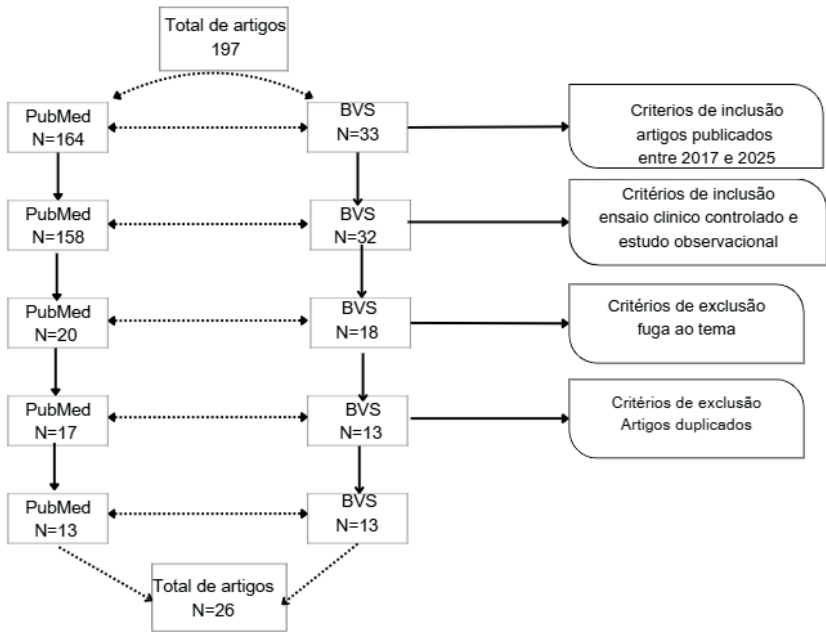 Total de artigos
197
PubMed
N=164
BVS
N=33
Criterios de inclusão
artigos publicados
entre 2017 e 2025
PubMed
N=158
BVS
N=32
Critérios de inclusão
ensaio clinico controlado e
estudo observacional
PubMed
N=20
BVS
N=18
Critérios de exclusão
fuga ao tema
PubMed
N=17
BVS
N=13
Critérios de exclusão
Artigos duplicados
PubMed
N=13
BVS
N=13
Total de artigos
N=26